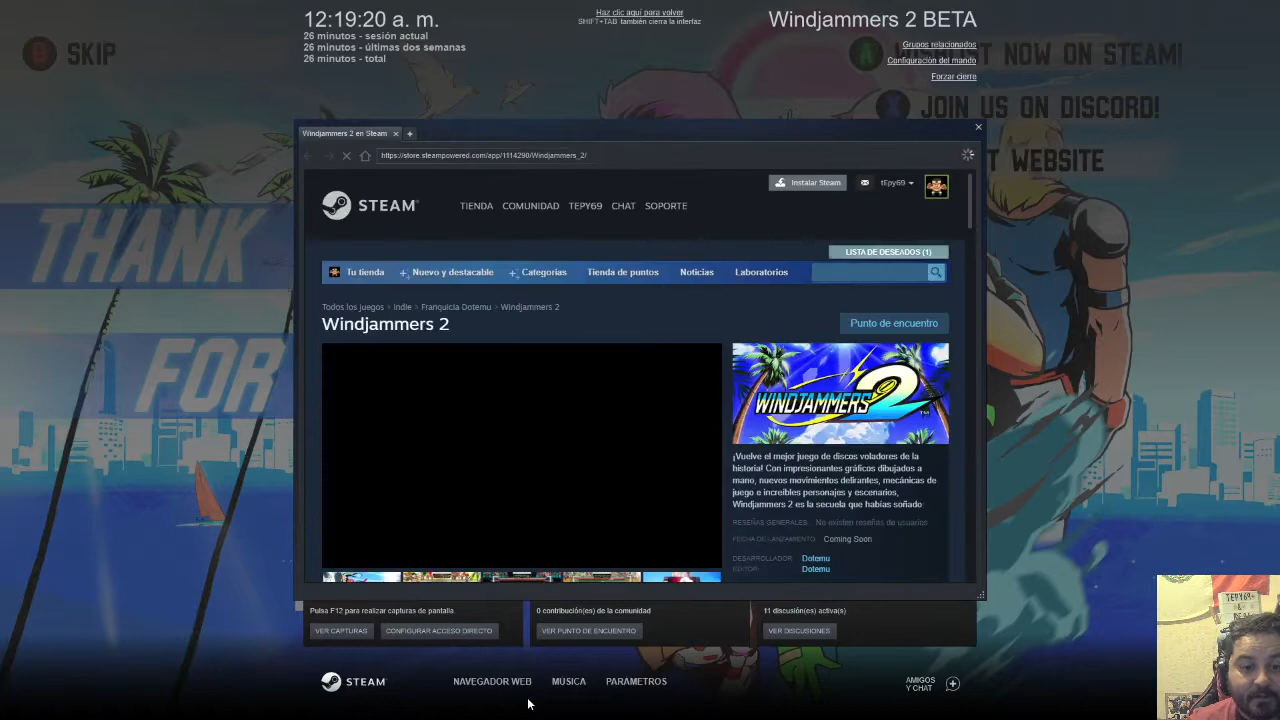 12:19:20 a. m.
26 minutos - sesión actual
26 minutos - últimas dos semanas
26 minutos - total
Haz clic aquí para volver
SHIFT+TAB también cierra la interfaz
Windjammers 2 BETA
Grupos relacionados
Configuración del mando
Forzar cierre
B SKIP
A WISHLIST NOW ON STEAM!
X JOIN US ON DISCORD!
WEBSITE
THANK
FOR
Windjammers 2 en Steam
https://store.steampowered.com/app/1114290/Windjammers_2/
Instalar Steam
tEpy69
STEAM
TIENDA COMUNIDAD TEPY69 CHAT SOPORTE
LISTA DE DESEADOS (1)
Tu tienda Nuevo y destacable Categorías Tienda de puntos Noticias Laboratorios
Todos los juegos > Indie > Franquicia Dotemu > Windjammers 2
Windjammers 2
Punto de encuentro
WINDJAMMERS 2
¡Vuelve el mejor juego de discos voladores de la
historia! Con impresionantes gráficos dibujados a
mano, nuevos movimientos delirantes, mecánicas de
juego e increíbles personajes y escenarios,
Windjammers 2 es la secuela que habías soñado
RESEÑAS GENERALES: No existen reseñas de usuario
FECHA DE LANZAMIENTO: Coming Soon
DESARROLLADOR: Dotemu
EDITOR: Dotemu
Pulsa F12 para realizar capturas de pantalla
VER CAPTURAS CONFIGURAR ACCESO DIRECTO
0 contribución(es) de la comunidad
VER PUNTO DE ENCUENTRO
11 discusión(es) activa(s)
VER DISCUSIONES
STEAM
NAVEGADOR WEB MÚSICA PARÁMETROS
AMIGOS
Y CHAT
TEPY69